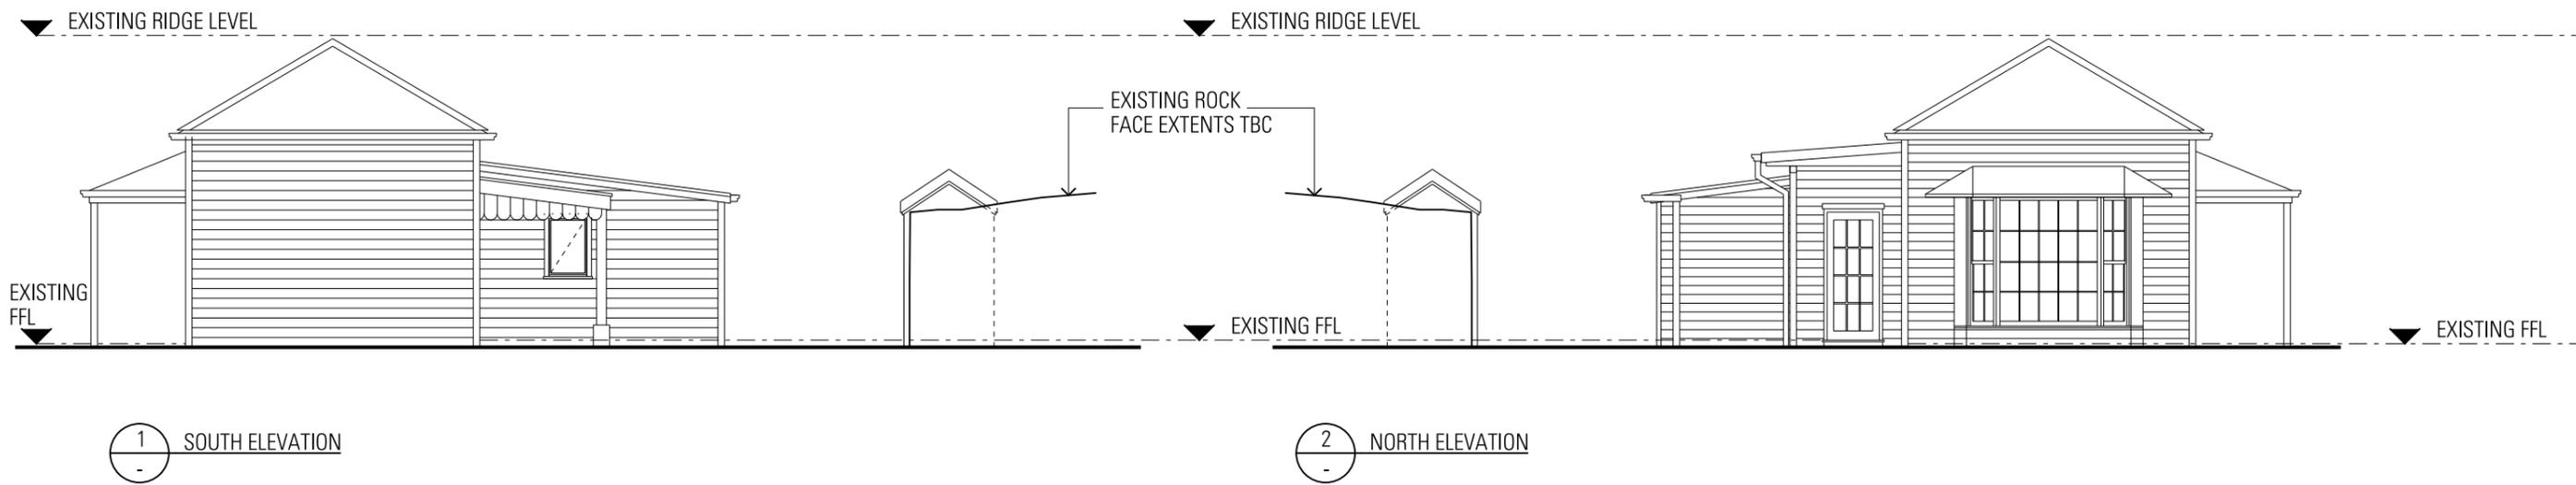 EXISTING RIDGE LEVEL
EXISTING RIDGE LEVEL
EXISTING ROCK
FACE EXTENTS TBC
EXISTING
FFL
EXISTING FFL
EXISTING FFL
1
-
SOUTH ELEVATION
2
-
NORTH ELEVATION